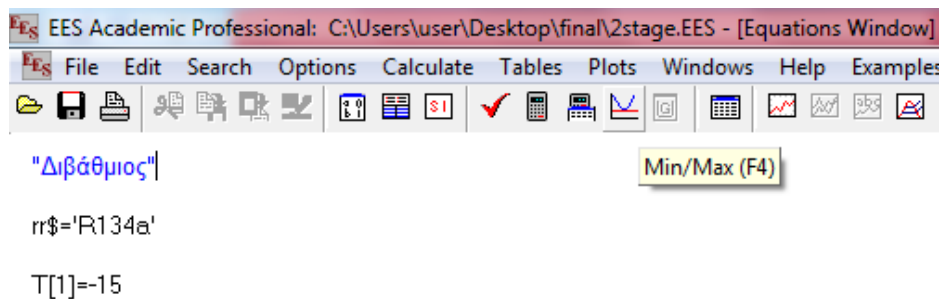 EES Academic Professional: C:\Users\user\Desktop\final\2stage.EES - [Equations Window]
File Edit Search Options Calculate Tables Plots Windows Help Examples
"Διβάθμιος"
Min/Max (F4)
rr$='R134a'
T[1]=-15